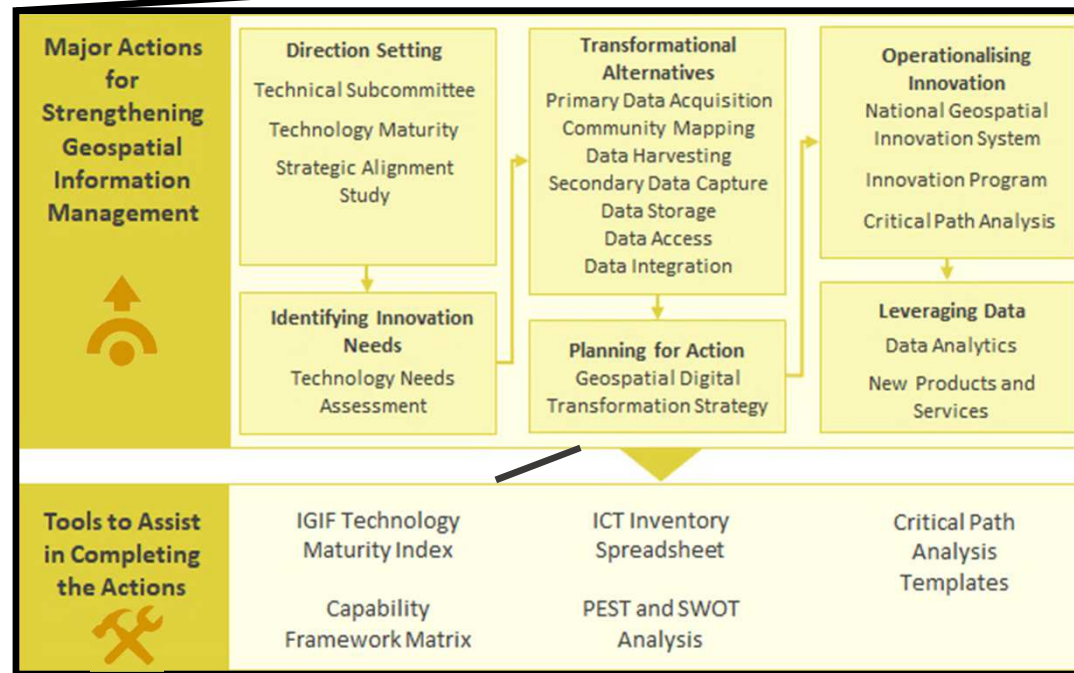 Major Actions
for
Strengthening
Geospatial
Information
Management
Direction Setting
Technical Subcommittee
Technology Maturity
Strategic Alignment
Study
Identifying Innovation
Needs
Technology Needs
Assessment
Transformational
Alternatives
Primary Data Acquisition
Community Mapping
Data Harvesting
Secondary Data Capture
Data Storage
Data Access
Data Integration
Planning for Action
Geospatial Digital
Transformation Strategy
Operationalising
Innovation
National Geospatial
Innovation System
Innovation Program
Critical Path Analysis
Leveraging Data
Data Analytics
New Products and
Services
Tools to Assist
in Completing
the Actions
IGIF Technology
Maturity Index
Capability
Framework Matrix
ICT Inventory
Spreadsheet
PEST and SWOT
Analysis
Critical Path
Analysis
Templates